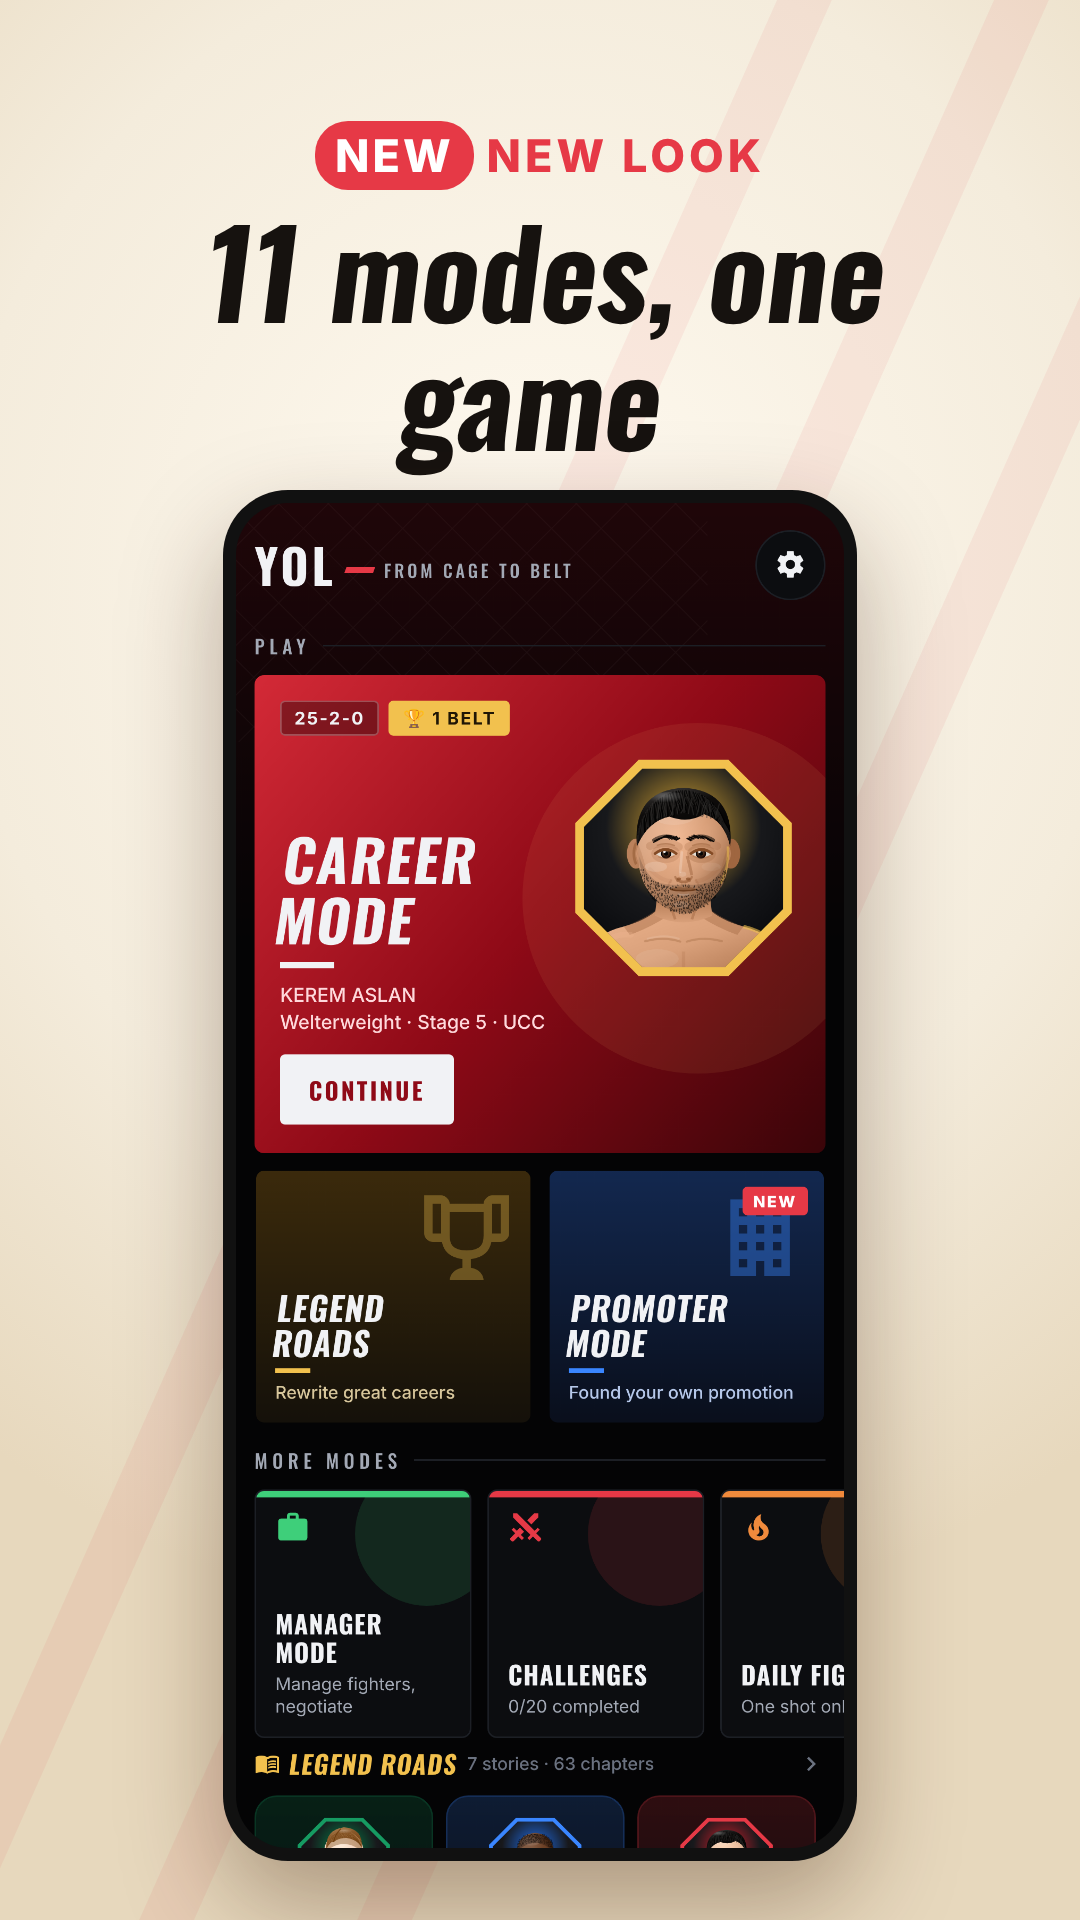 NEW NEW LOOK
11 modes, one
game
YOL FROM CAGE TO BELT
PLAY
25-2-0 🏆 1 BELT
CAREER
MODE
KEREM ASLAN
Welterweight · Stage 5 · UCC
CONTINUE
LEGEND
ROADS
Rewrite great careers
NEW
PROMOTER
MODE
Found your own promotion
MORE MODES
MANAGER
MODE
Manage fighters,
negotiate
CHALLENGES
0/20 completed
DAILY FIG
One shot onl
LEGEND ROADS 7 stories · 63 chapters